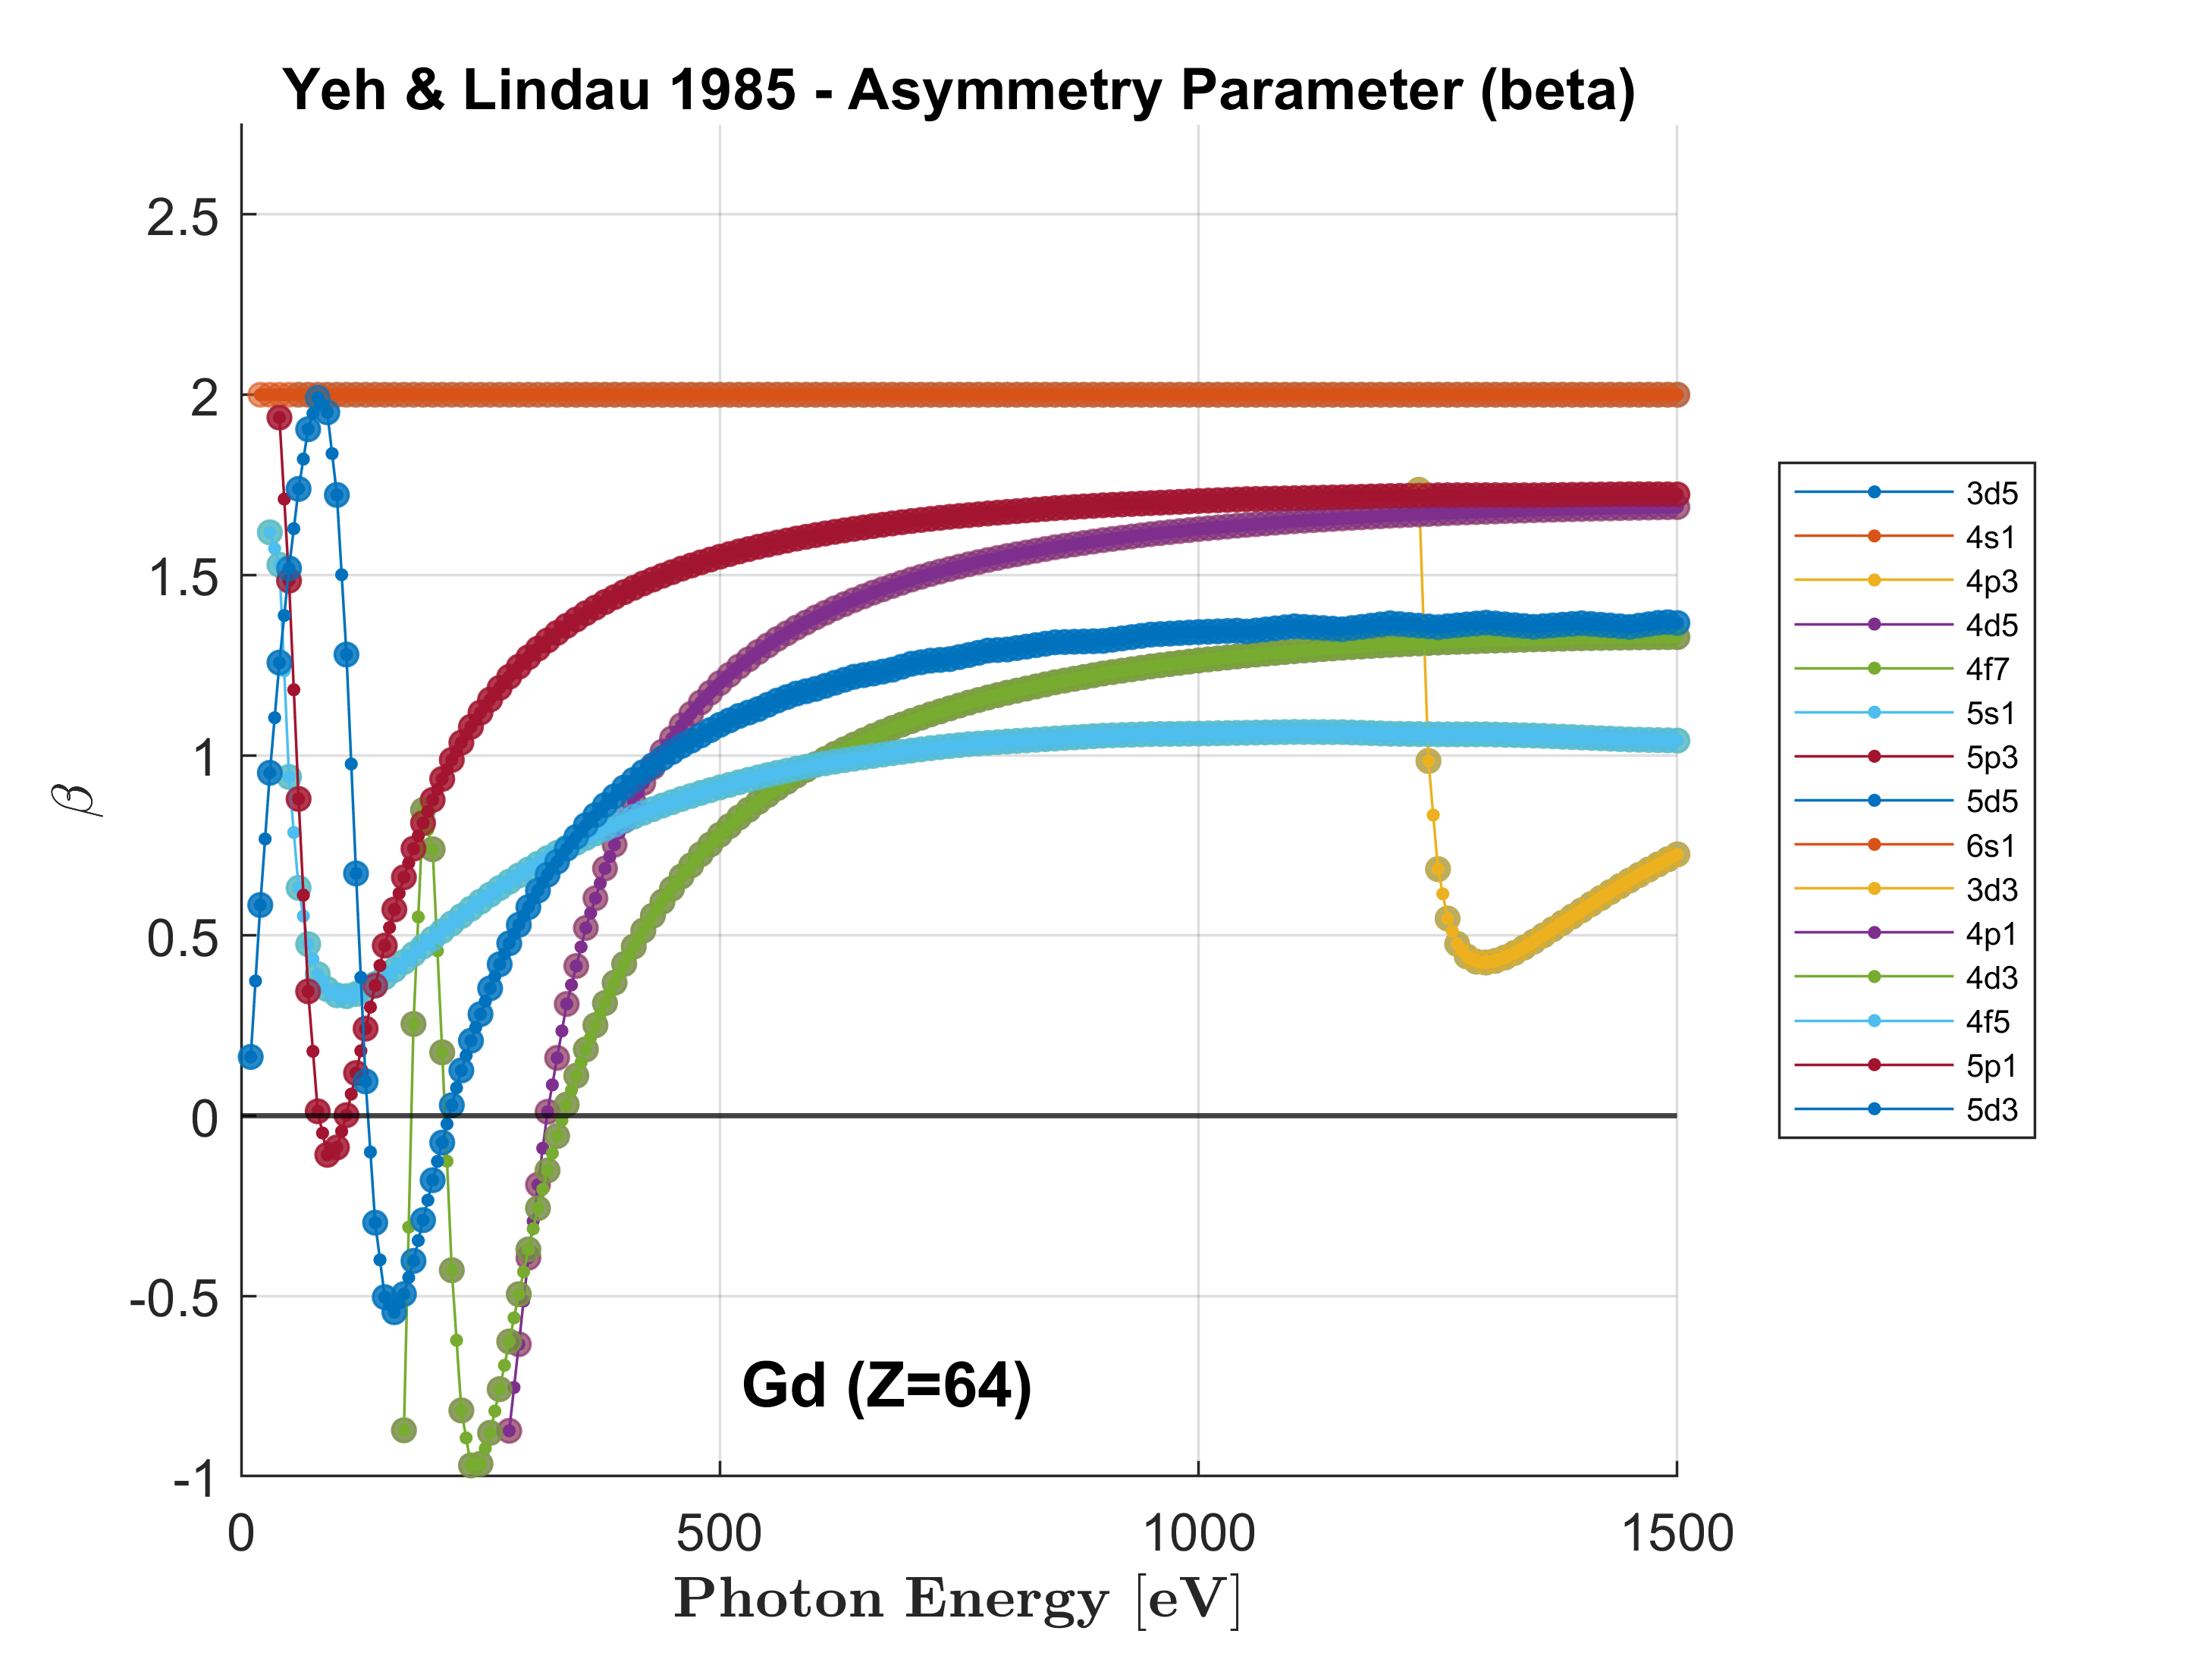 Yeh & Lindau 1985 - Asymmetry Parameter (beta)
2.5
2
1.5
1
0.5
0
-0.5
-1
β
0 500 1000 1500
Photon Energy [eV]
Gd (Z=64)
3d5
4s1
4p3
4d5
4f7
5s1
5p3
5d5
6s1
3d3
4p1
4d3
4f5
5p1
5d3